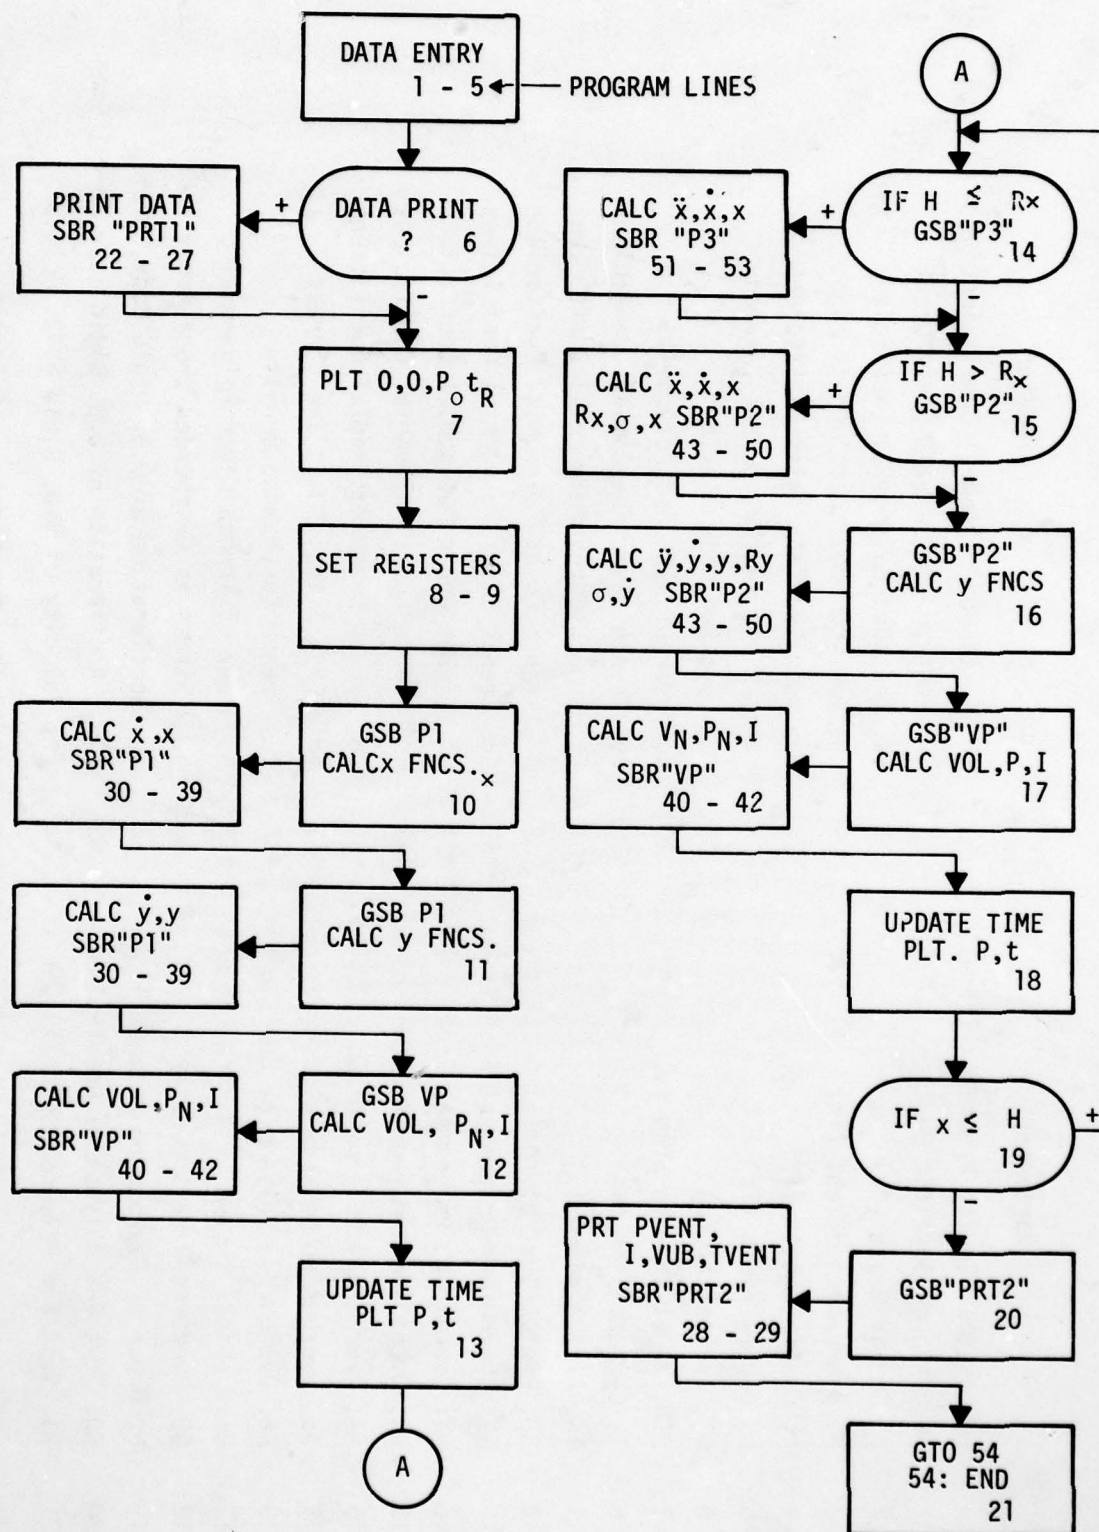 DATA ENTRY
1 - 5
PROGRAM LINES
PRINT DATA
SBR "PRT1"
22 - 27
+
DATA PRINT
? 6
-
PLT 0,0,P₀tR
7
SET REGISTERS
8 - 9
CALC ẋ,x
SBR"P1"
30 - 39
GSB P1
CALCx FNCS.x
10
CALC ẏ,y
SBR"P1"
30 - 39
GSB P1
CALC y FNCS.
11
CALC VOL,PN,I
SBR"VP"
40 - 42
GSB VP
CALC VOL, PN,I
12
UPDATE TIME
PLT P,t
13
A
A
CALC ẍ,ẋ,x
SBR "P3"
51 - 53
+
IF H ≤ Rx
GSB"P3"
14
-
CALC ẍ,ẋ,x
Rx,σ,x SBR"P2"
43 - 50
+
IF H > Rx
GSB"P2"
15
-
CALC ÿ,ẏ,y,Ry
σ,ẏ SBR"P2"
43 - 50
GSB"P2"
CALC y FNCS
16
CALC VN,PN,I
SBR"VP"
40 - 42
GSB"VP"
CALC VOL,P,I
17
UPDATE TIME
PLT. P,t
18
IF x ≤ H
19
+
-
PRT PVENT,
I,VUB,TVENT
SBR"PRT2"
28 - 29
GSB"PRT2"
20
GTO 54
54: END
21